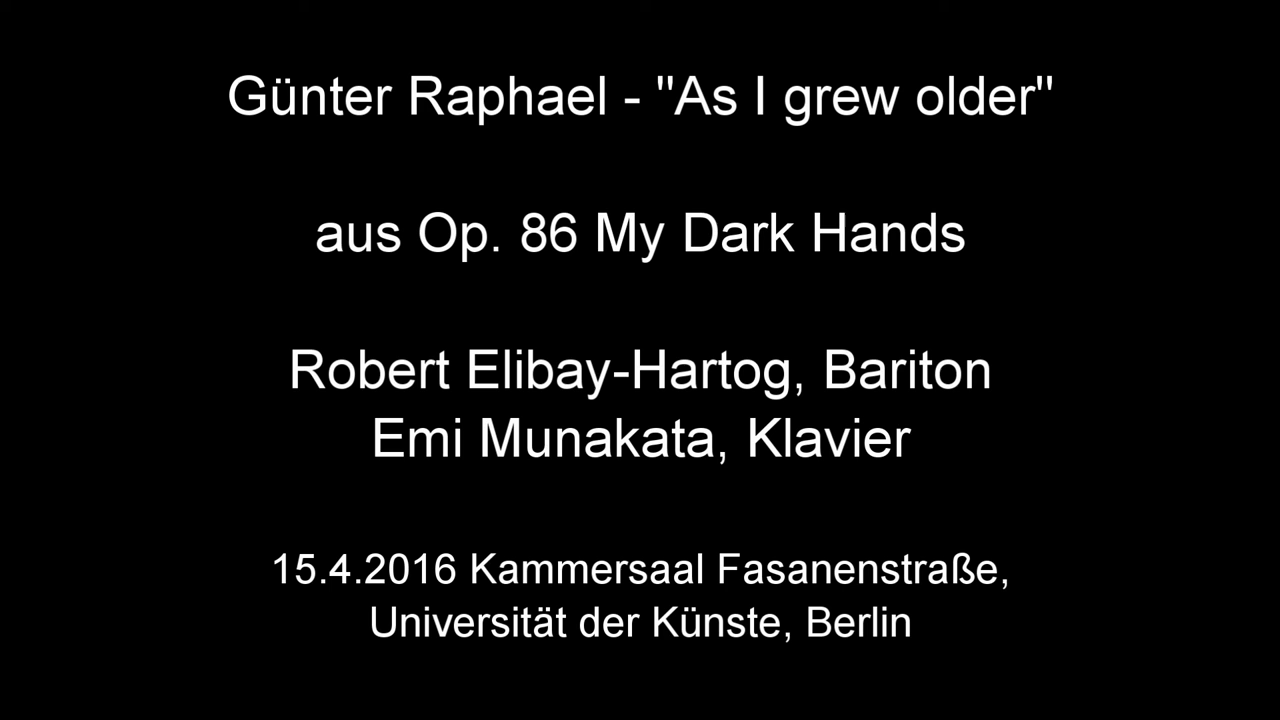 Günter Raphael - "As I grew older"
aus Op. 86 My Dark Hands
Robert Elibay-Hartog, Bariton
Emi Munakata, Klavier
15.4.2016 Kammersaal Fasanenstraße,
Universität der Künste, Berlin